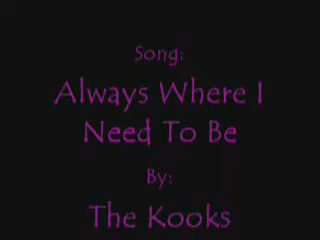 Song:
Always Where I
Need To Be
By:
The Kooks